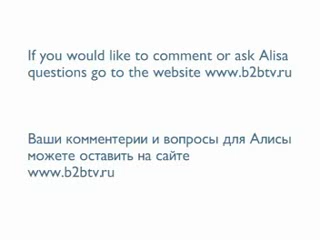 If you would like to comment or ask Alisa
questions go to the website www.b2btv.ru
Ваши комментерии и вопросы для Алисы
можете оставить на сайте
www.b2btv.ru